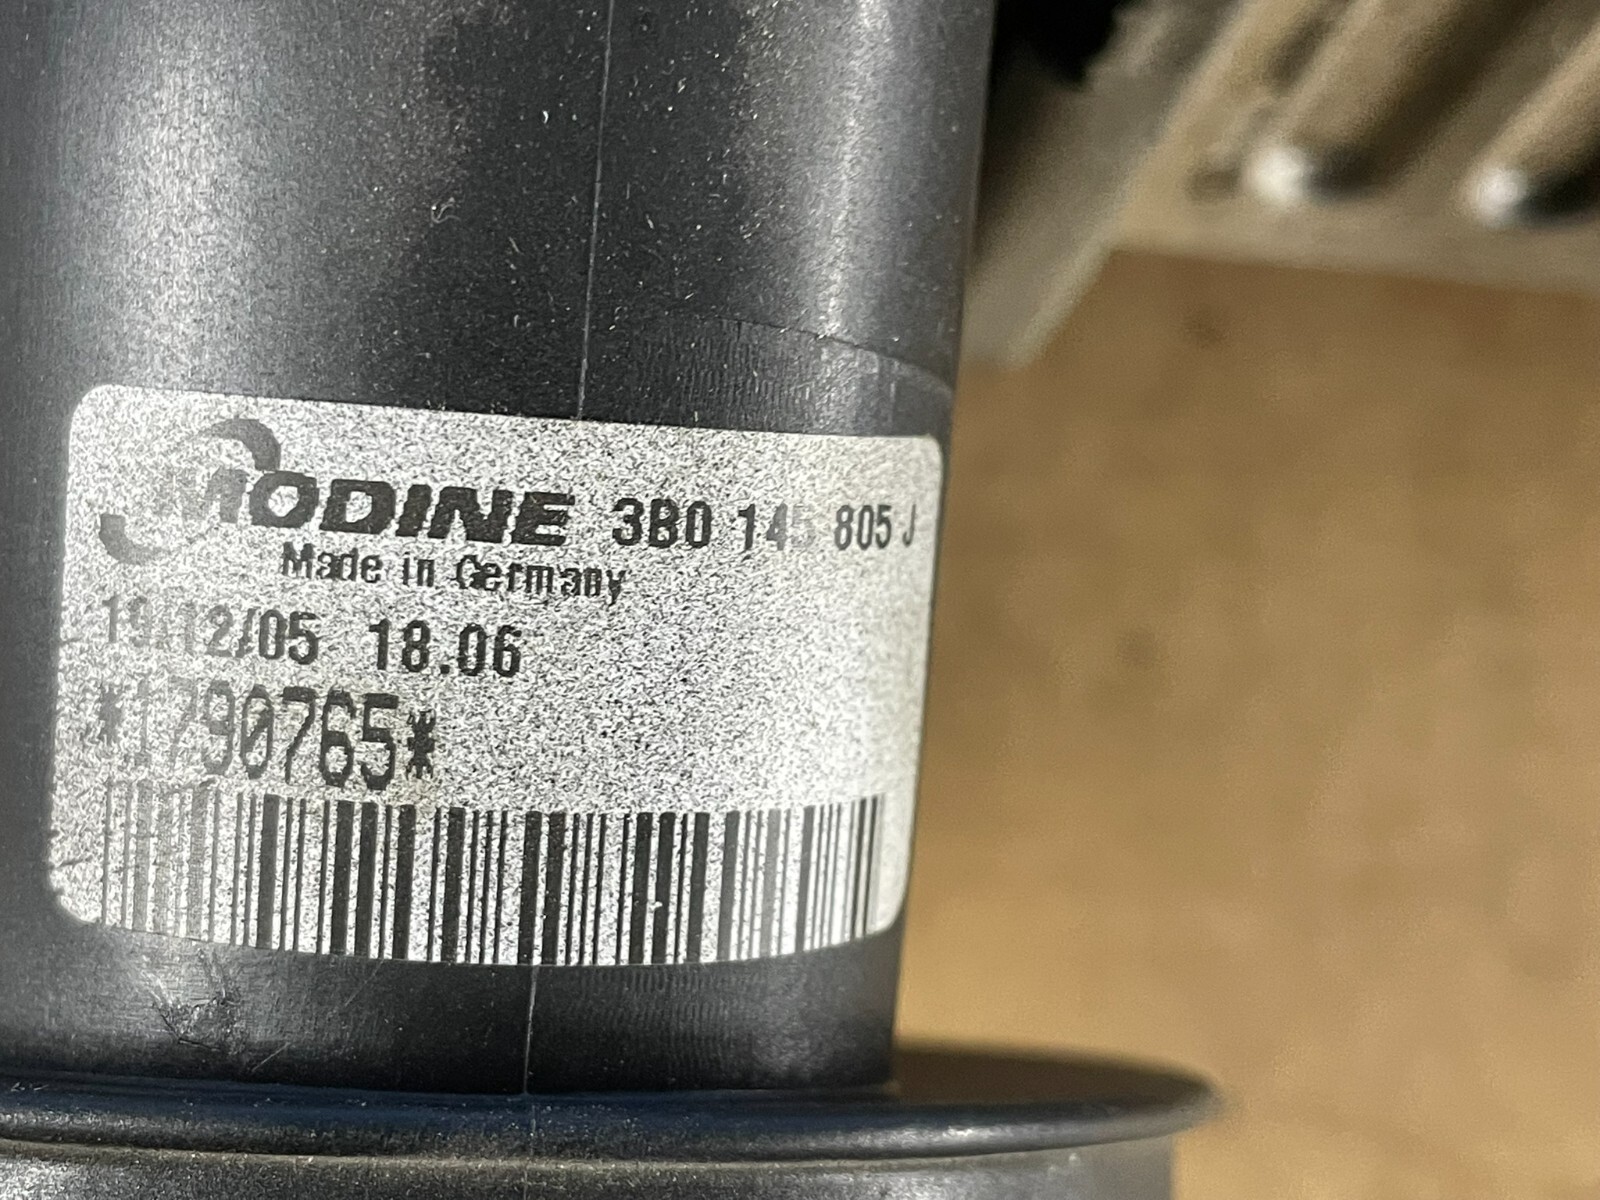 MODINE 3B0 145 805 J
Made in Germany
19/12/05 18.06
*1790765*